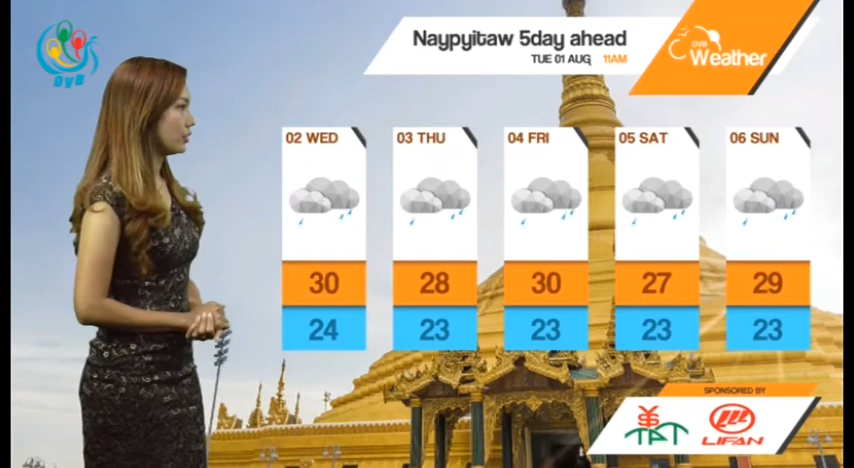 DVB
Naypyitaw 5day ahead
TUE 01 AUG 11AM
DVB
Weather
02 WED 03 THU 04 FRI 05 SAT 06 SUN
30 28 30 27 29
24 23 23 23 23
SPONSORED BY
TPT LIFAN